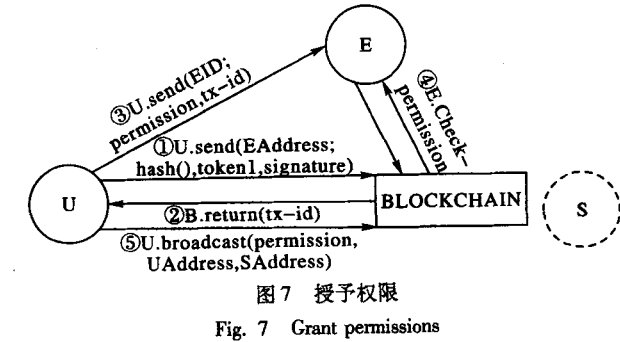 E
③U.send(EID;
permission,tx-id)
④E.Check-
permission
①U.send(EAddress;
hash(),token1,signature)
U
BLOCKCHAIN
S
②B.return(tx-id)
⑤U.broadcast(permission,
UAddress,SAddress)
图7 授予权限
Fig. 7 Grant permissions